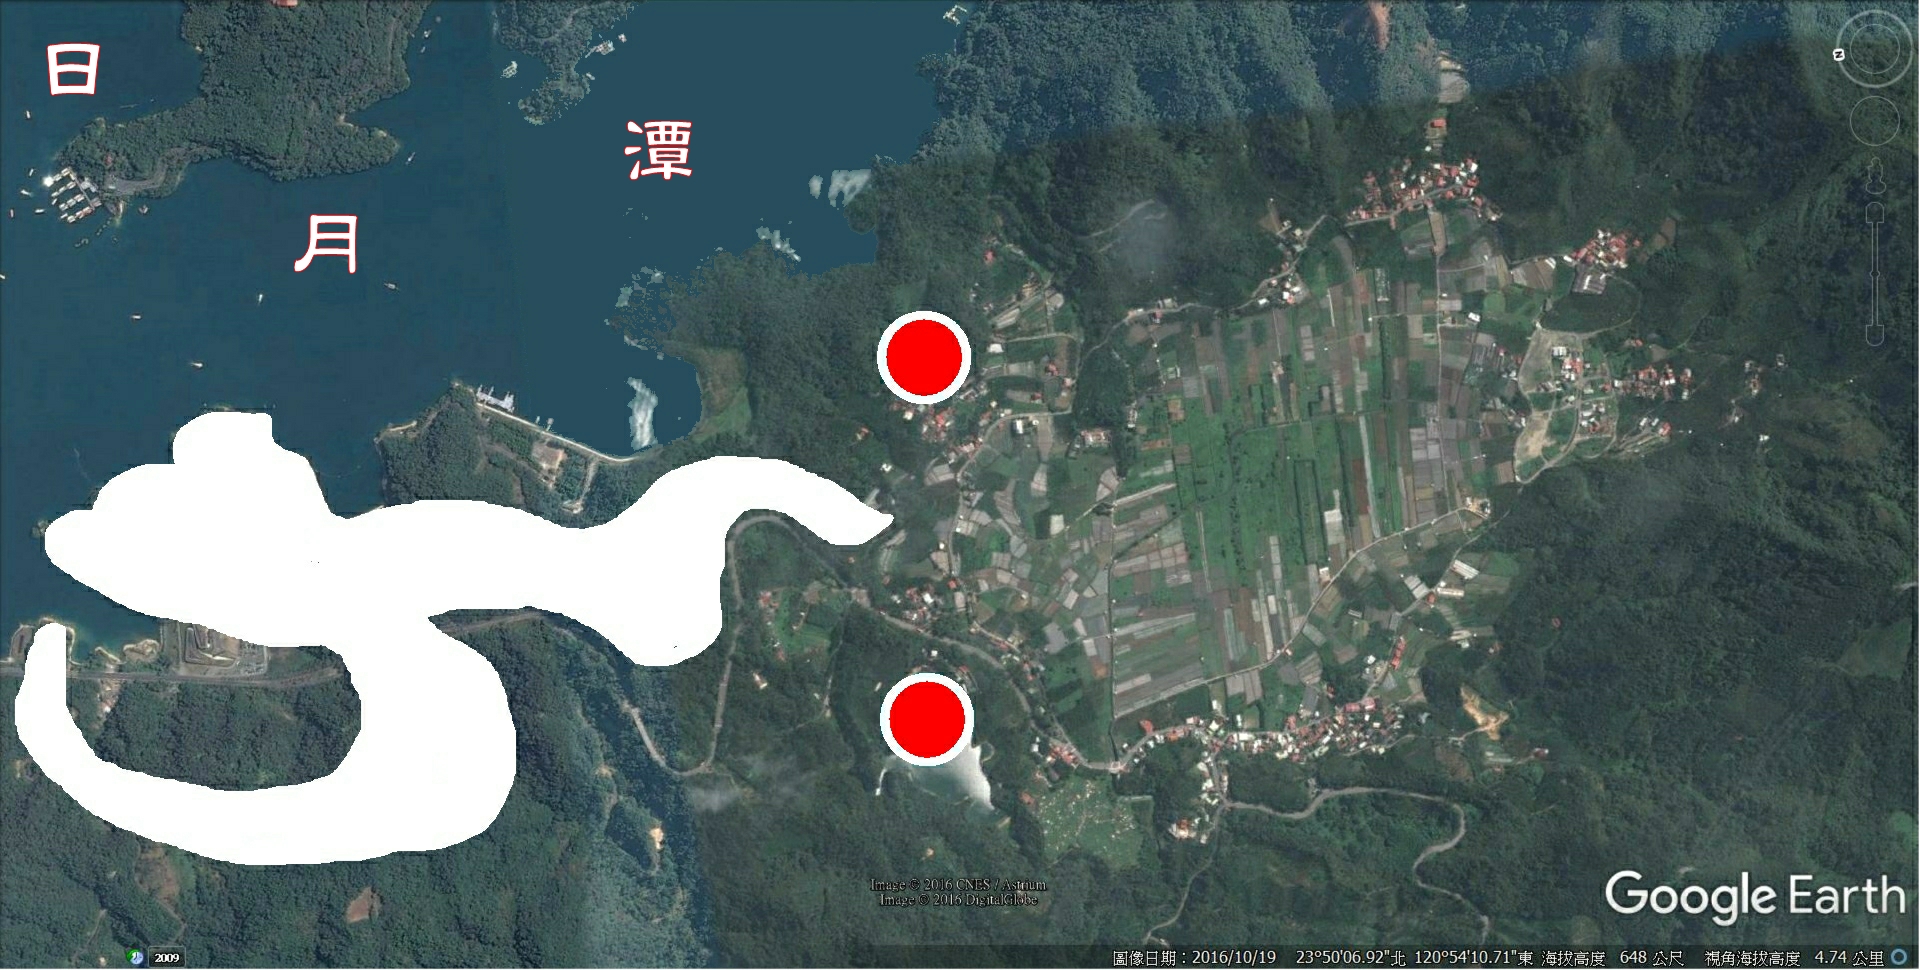 日
月
潭
N
Image © 2016 CNES / Astrium
Image © 2016 DigitalGlobe
Google Earth
2009
圖像日期：2016/10/19 23°50'06.92"北 120°54'10.71"東 海拔高度 648 公尺 視角海拔高度 4.74 公里